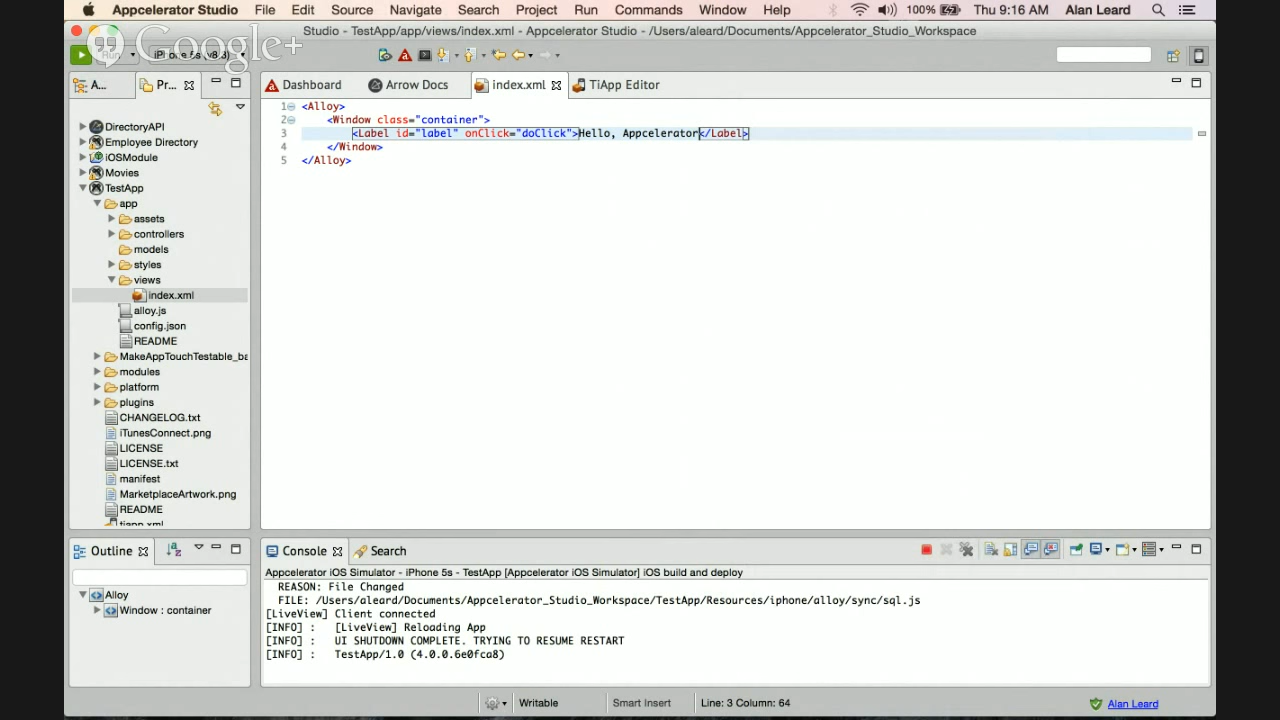 Appcelerator Studio File Edit Source Navigate Search Project Run Commands Window Help 100% Thu 9:16 AM Alan Leard
Studio - TestApp/app/views/index.xml - Appcelerator Studio - /Users/aleard/Documents/Appcelerator_Studio_Workspace
Google+
Run
A... Pr... Dashboard Arrow Docs index.xml TiApp Editor
DirectoryAPI
Employee Directory
iOSModule
Movies
TestApp
app
assets
controllers
models
styles
views
index.xml
alloy.js
config.json
README
MakeAppTouchTestable_ba
modules
platform
plugins
CHANGELOG.txt
iTunesConnect.png
LICENSE
LICENSE.txt
manifest
MarketplaceArtwork.png
README
tiapp.xml
1 <Alloy>
2 <Window class="container">
3 <Label id="label" onClick="doClick">Hello, Appcelerator</Label>
4 </Window>
5 </Alloy>
Outline
Alloy
Window : container
Console Search
Appcelerator iOS Simulator - iPhone 5s - TestApp [Appcelerator iOS Simulator] iOS build and deploy
REASON: File Changed
FILE: /Users/aleard/Documents/Appcelerator_Studio_Workspace/TestApp/Resources/iphone/alloy/sync/sql.js
[LiveView] Client connected
[INFO] : [LiveView] Reloading App
[INFO] : UI SHUTDOWN COMPLETE. TRYING TO RESUME RESTART
[INFO] : TestApp/1.0 (4.0.0.6e0fca8)
Writable Smart Insert Line: 3 Column: 64 Alan Leard